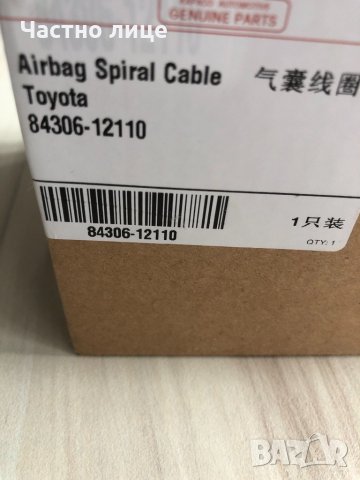 Частно лице
GENUINE PARTS
Airbag Spiral Cable 气囊线圈
Toyota
84306-12110
84306-12110
1只装
QTY: 1
BAZAR